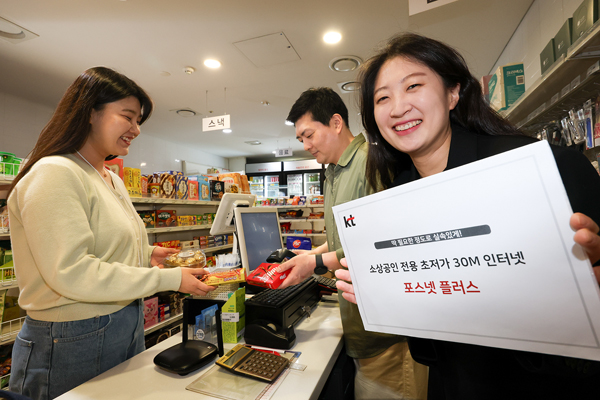 스낵
kt
딱 필요한 정도로 실속있게!
소상공인 전용 초저가 30M 인터넷
포스넷 플러스